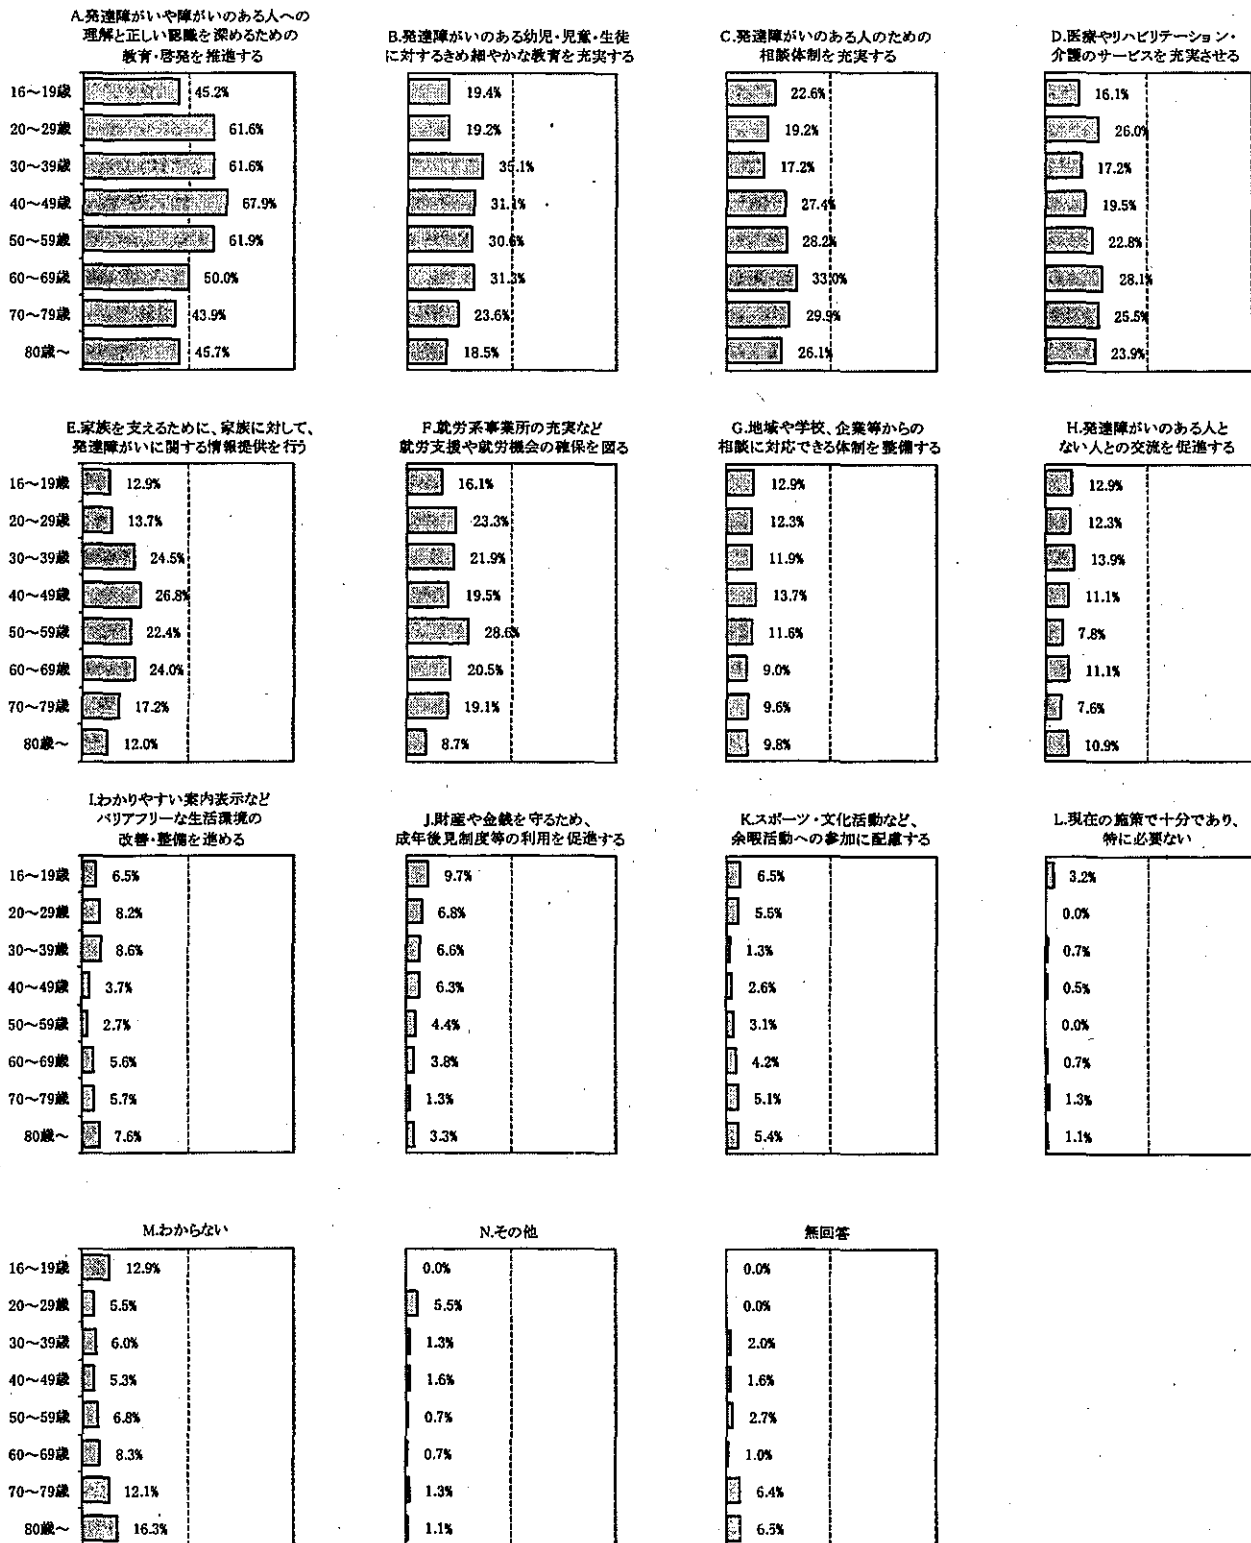 A.発達障がいや障がいのある人への
理解と正しい認識を深めるための
教育・啓発を推進する
B.発達障がいのある幼児・児童・生徒
に対するきめ細やかな教育を充実する
C.発達障がいのある人のための
相談体制を充実する
D.医療やリハビリテーション・
介護のサービスを充実させる
16～19歳 45.2% 19.4% 22.6% 16.1%
20～29歳 61.6% 19.2% 19.2% 26.0%
30～39歳 61.6% 35.1% 17.2% 17.2%
40～49歳 67.9% 31.1% 27.4% 19.5%
50～59歳 61.9% 30.6% 28.2% 22.8%
60～69歳 50.0% 31.3% 33.0% 28.1%
70～79歳 43.9% 23.6% 29.9% 25.5%
80歳～ 45.7% 18.5% 26.1% 23.9%
E.家族を支えるために、家族に対して、
発達障がいに関する情報提供を行う
F.就労系事業所の充実など
就労支援や就労機会の確保を図る
G.地域や学校、企業等からの
相談に対応できる体制を整備する
H.発達障がいのある人と
ない人との交流を促進する
16～19歳 12.9% 16.1% 12.9% 12.9%
20～29歳 13.7% 23.3% 12.3% 12.3%
30～39歳 24.5% 21.9% 11.9% 13.9%
40～49歳 26.8% 19.5% 13.7% 11.1%
50～59歳 22.4% 28.6% 11.6% 7.8%
60～69歳 24.0% 20.5% 9.0% 11.1%
70～79歳 17.2% 19.1% 9.6% 7.6%
80歳～ 12.0% 8.7% 9.8% 10.9%
I.わかりやすい案内表示など
バリアフリーな生活環境の
改善・整備を進める
J.財産や金銭を守るため、
成年後見制度等の利用を促進する
K.スポーツ・文化活動など、
余暇活動への参加に配慮する
L.現在の施策で十分であり、
特に必要ない
16～19歳 6.5% 9.7% 6.5% 3.2%
20～29歳 8.2% 6.8% 5.5% 0.0%
30～39歳 8.6% 6.6% 1.3% 0.7%
40～49歳 3.7% 6.3% 2.6% 0.5%
50～59歳 2.7% 4.4% 3.1% 0.0%
60～69歳 5.6% 3.8% 4.2% 0.7%
70～79歳 5.7% 1.3% 5.1% 1.3%
80歳～ 7.6% 3.3% 5.4% 1.1%
M.わからない
N.その他
無回答
16～19歳 12.9% 0.0% 0.0%
20～29歳 5.5% 5.5% 0.0%
30～39歳 6.0% 1.3% 2.0%
40～49歳 5.3% 1.6% 1.6%
50～59歳 6.8% 0.7% 2.7%
60～69歳 8.3% 0.7% 1.0%
70～79歳 12.1% 1.3% 6.4%
80歳～ 16.3% 1.1% 6.5%